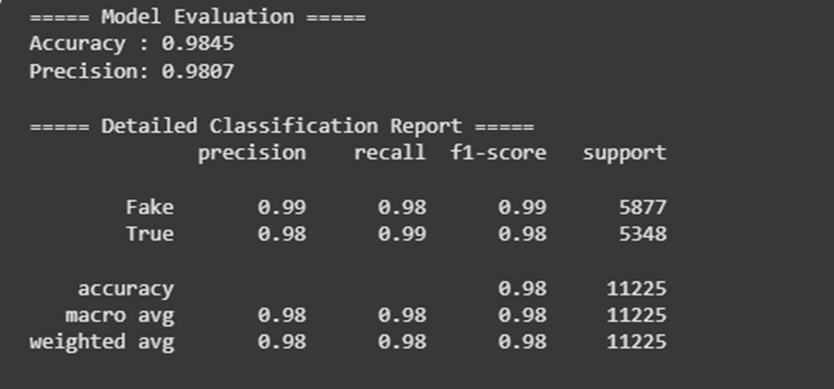 ===== Model Evaluation =====
Accuracy : 0.9845
Precision: 0.9807
===== Detailed Classification Report =====
precision recall f1-score support
Fake 0.99 0.98 0.99 5877
True 0.98 0.99 0.98 5348
accuracy 0.98 11225
macro avg 0.98 0.98 0.98 11225
weighted avg 0.98 0.98 0.98 11225